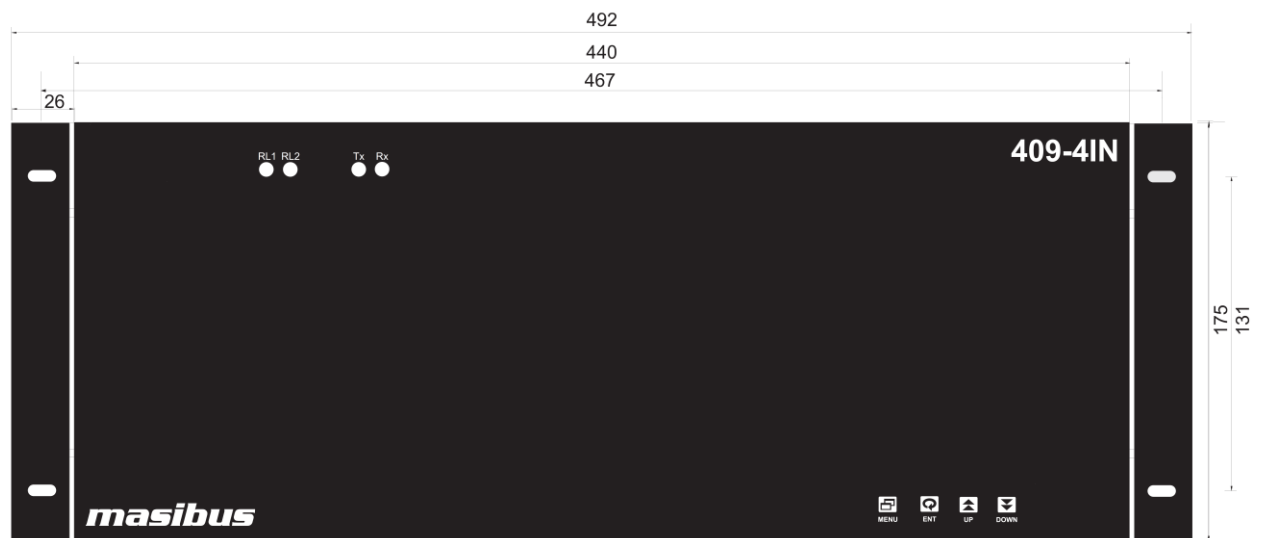 492
440
467
26
409-4IN
RL1 RL2 Tx Rx
175
131
masibus
MENU ENT UP DOWN